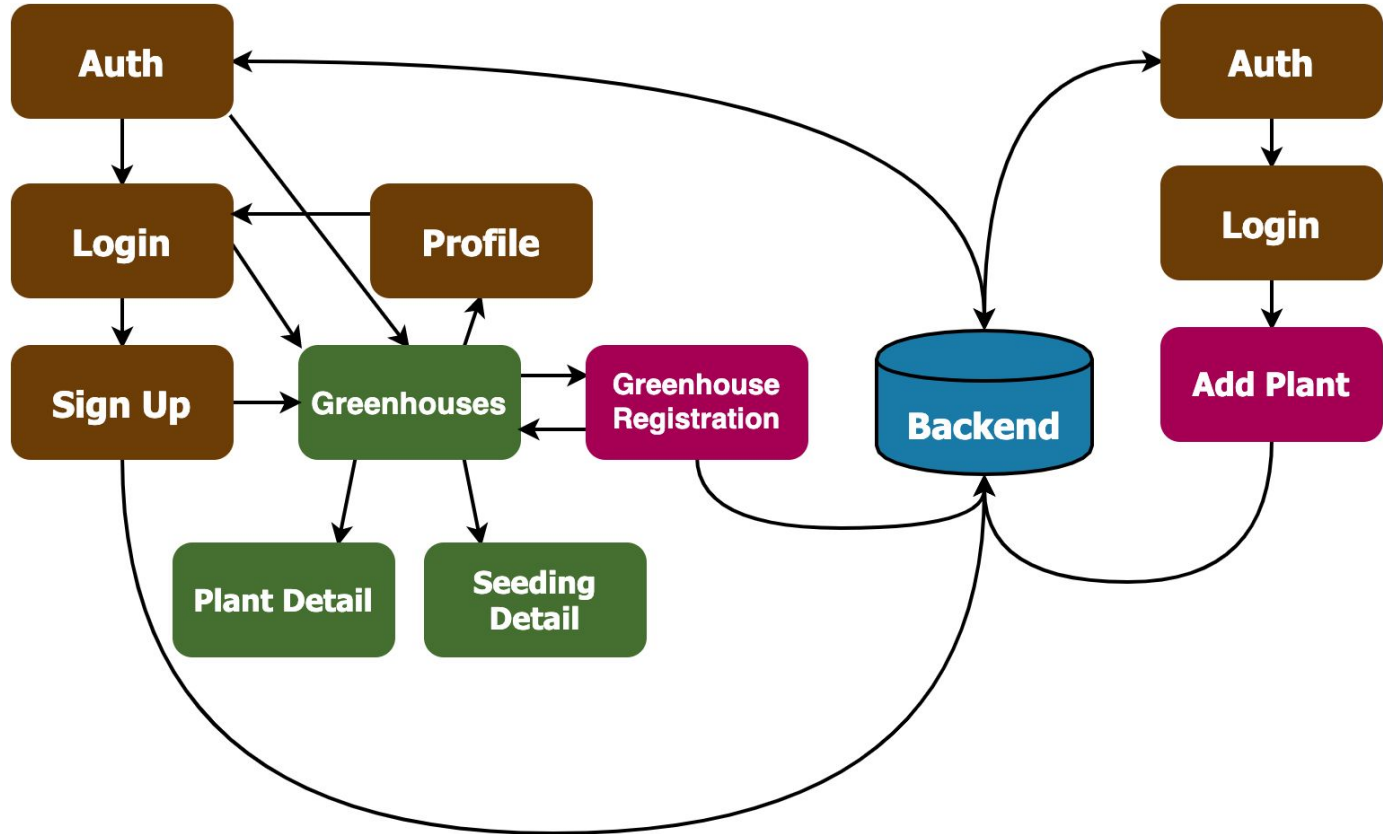 Auth
Auth
Login
Profile
Login
Sign Up
Greenhouses
Greenhouse
Registration
Backend
Add Plant
Plant Detail
Seeding
Detail